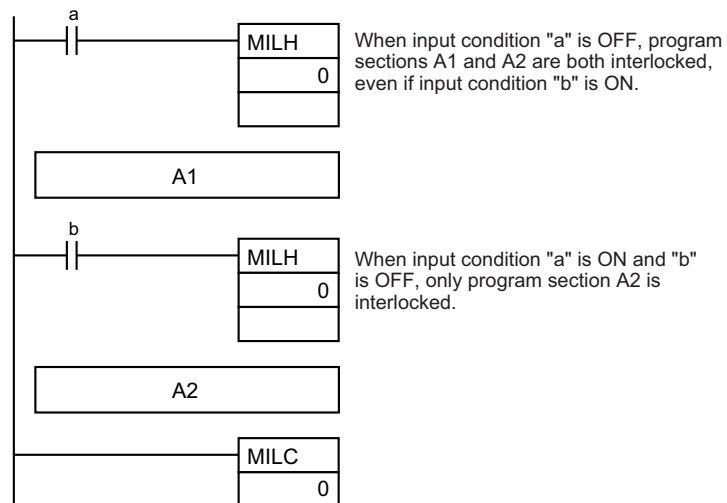 a
MILH
0
When input condition "a" is OFF, program
sections A1 and A2 are both interlocked,
even if input condition "b" is ON.
A1
b
MILH
0
When input condition "a" is ON and "b"
is OFF, only program section A2 is
interlocked.
A2
MILC
0